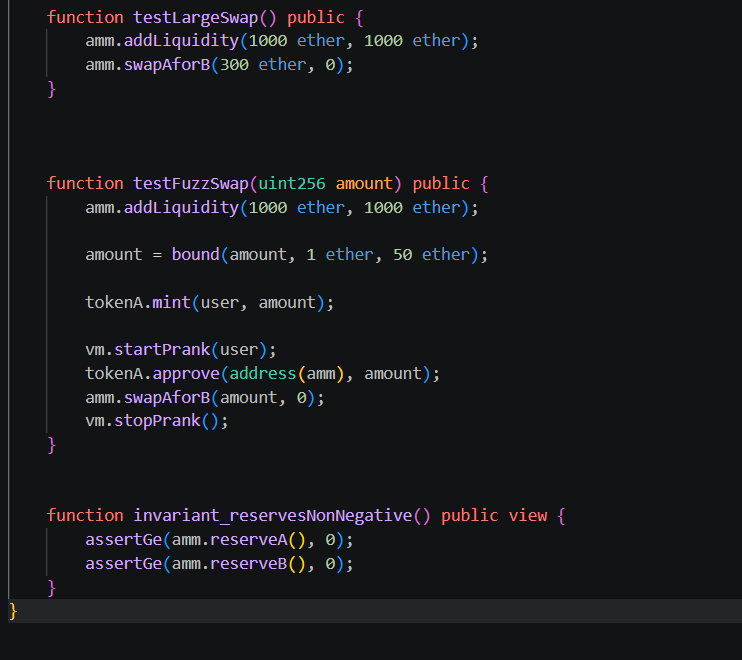 function testLargeSwap() public {
amm.addLiquidity(1000 ether, 1000 ether);
amm.swapAforB(300 ether, 0);
}
function testFuzzSwap(uint256 amount) public {
amm.addLiquidity(1000 ether, 1000 ether);
amount = bound(amount, 1 ether, 50 ether);
tokenA.mint(user, amount);
vm.startPrank(user);
tokenA.approve(address(amm), amount);
amm.swapAforB(amount, 0);
vm.stopPrank();
}
function invariant_reservesNonNegative() public view {
assertGe(amm.reserveA(), 0);
assertGe(amm.reserveB(), 0);
}
}